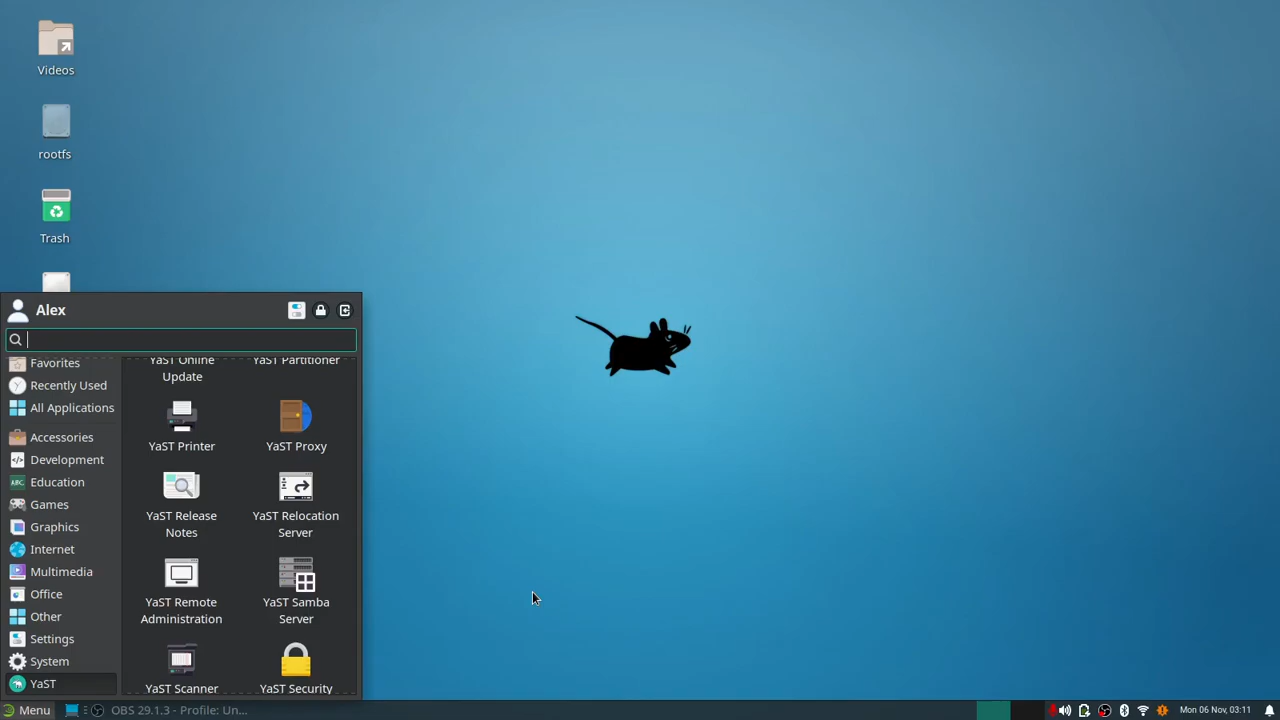 Videos
rootfs
Trash
Alex
Favorites
Recently Used
All Applications
Accessories
Development
Education
Games
Graphics
Internet
Multimedia
Office
Other
Settings
System
YaST
YaST Online
Update
YaST Partitioner
YaST Printer
YaST Proxy
YaST Release
Notes
YaST Relocation
Server
YaST Remote
Administration
YaST Samba
Server
YaST Scanner
YaST Security
Menu
OBS 29.1.3 - Profile: Un...
Mon 06 Nov, 03:11